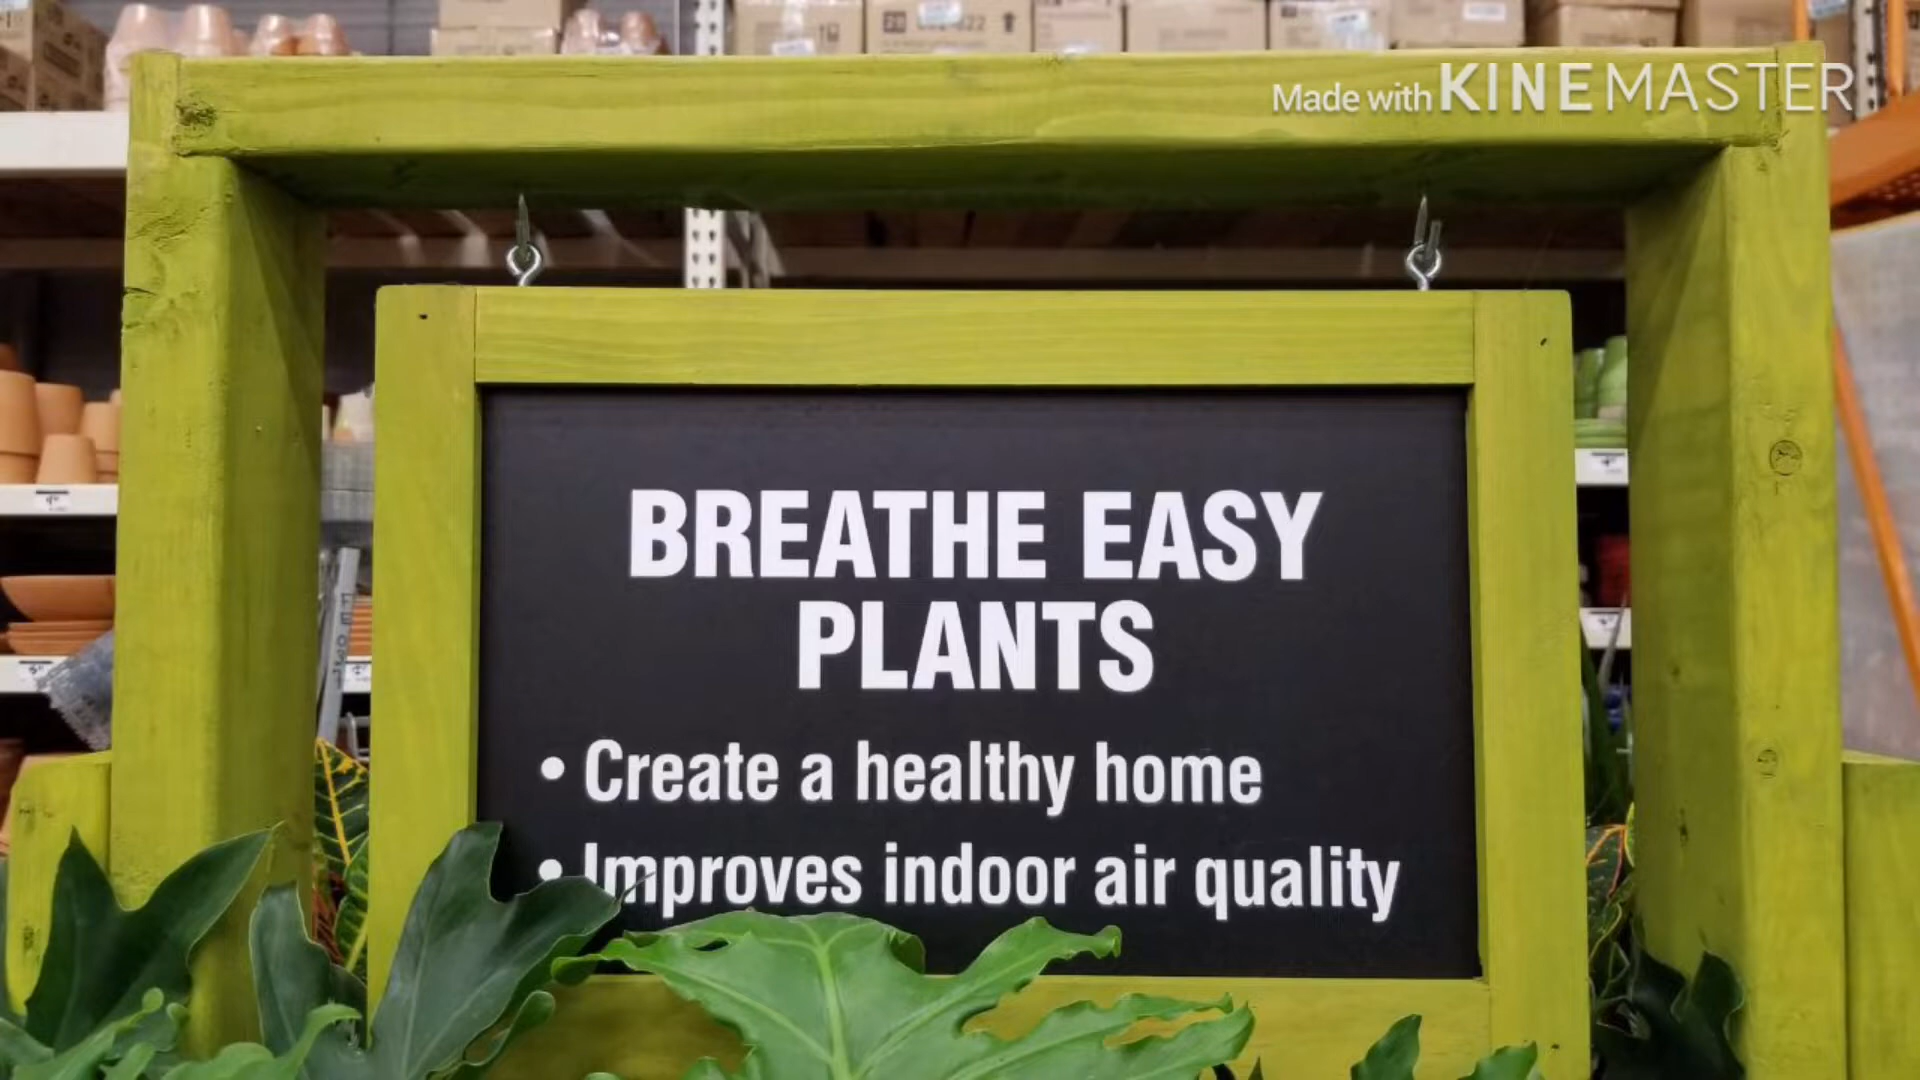 Made with KINEMASTER
BREATHE EASY
PLANTS
• Create a healthy home
• Improves indoor air quality